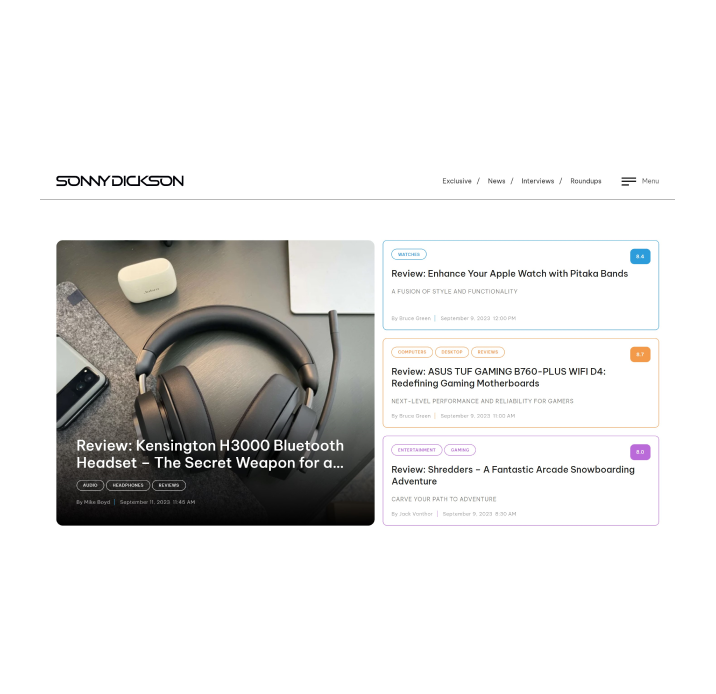 SONNY DICKSON
Exclusive / News / Interviews / Roundups Menu
Review: Kensington H3000 Bluetooth
Headset – The Secret Weapon for a...
AUDIO HEADPHONES REVIEWS
By Mike Boyd | September 11, 2023 11:45 AM
WATCHES
8.4
Review: Enhance Your Apple Watch with Pitaka Bands
A FUSION OF STYLE AND FUNCTIONALITY
By Bruce Green | September 9, 2023 12:00 PM
COMPUTERS DESKTOP REVIEWS
8.7
Review: ASUS TUF GAMING B760-PLUS WIFI D4:
Redefining Gaming Motherboards
NEXT-LEVEL PERFORMANCE AND RELIABILITY FOR GAMERS
By Bruce Green | September 9, 2023 11:00 AM
ENTERTAINMENT GAMING
8.0
Review: Shredders – A Fantastic Arcade Snowboarding
Adventure
CARVE YOUR PATH TO ADVENTURE
By Jack | September 9, 2023 8:30 AM